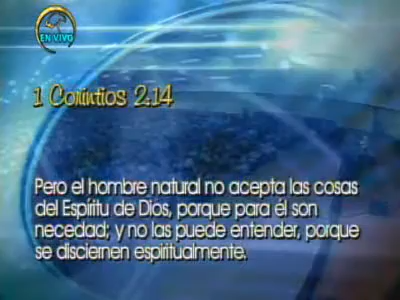 EN VIVO
1 Corintios 2:14
Pero el hombre natural no acepta las cosas
del Espíritu de Dios, porque para él son
necedad; y no las puede entender, porque
se disciernen espiritualmente.